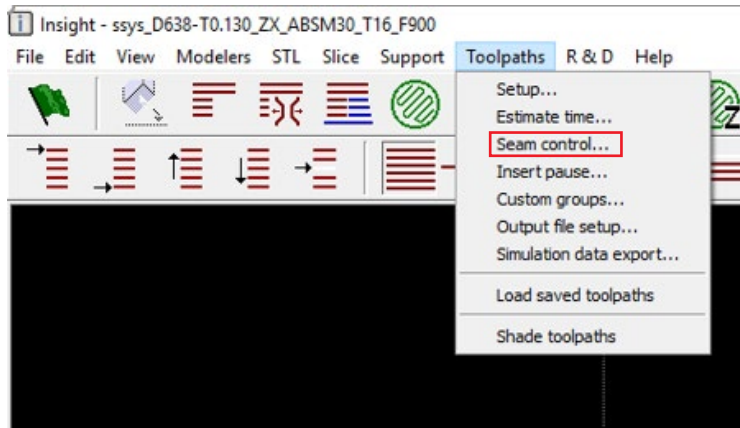 Insight - ssys_D638-T0.130_ZX_ABSM30_T16_F900
File Edit View Modelers STL Slice Support Toolpaths R & D Help
Setup...
Estimate time...
Seam control...
Insert pause...
Custom groups...
Output file setup...
Simulation data export...
Load saved toolpaths
Shade toolpaths
Z